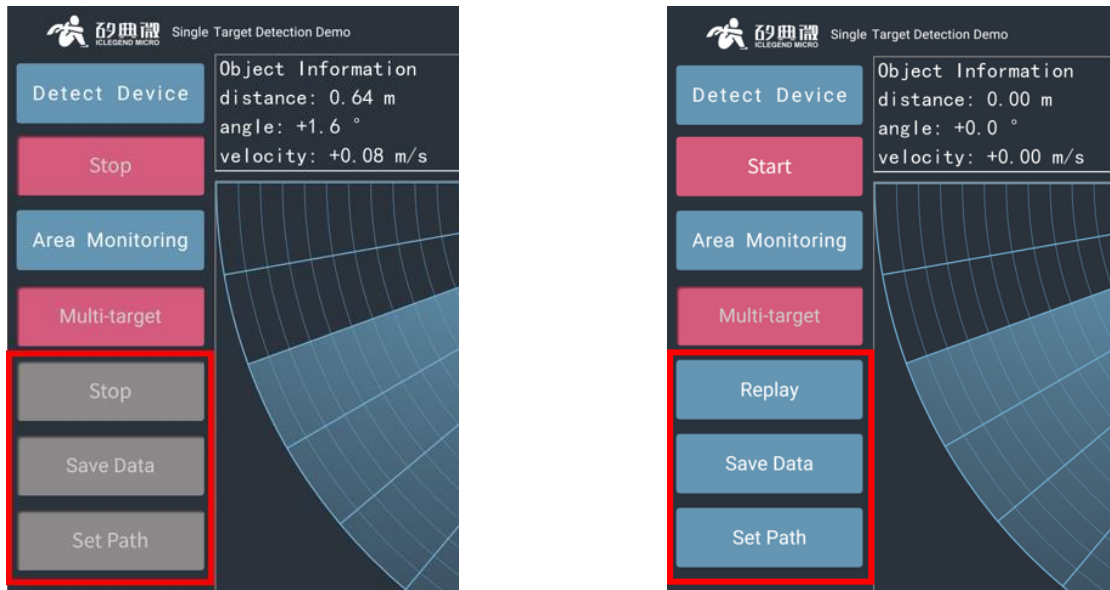 矽典微
ICLEGEND MICRO
Single Target Detection Demo
Detect Device
Object Information
distance: 0.64 m
angle: +1.6 °
velocity: +0.08 m/s
Stop
Area Monitoring
Multi-target
Stop
Save Data
Set Path
矽典微
ICLEGEND MICRO
Single Target Detection Demo
Detect Device
Object Information
distance: 0.00 m
angle: +0.0 °
velocity: +0.00 m/s
Start
Area Monitoring
Multi-target
Replay
Save Data
Set Path